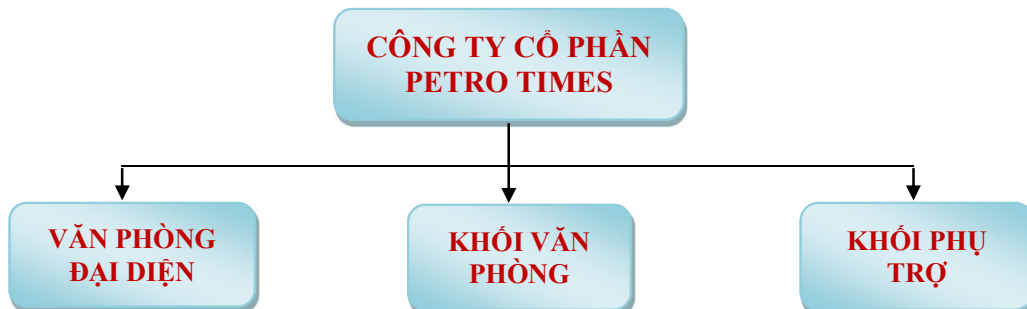 CÔNG TY CỔ PHẦN
PETRO TIMES
VĂN PHÒNG
ĐẠI DIỆN
KHỐI VĂN
PHÒNG
KHỐI PHỤ
TRỢ